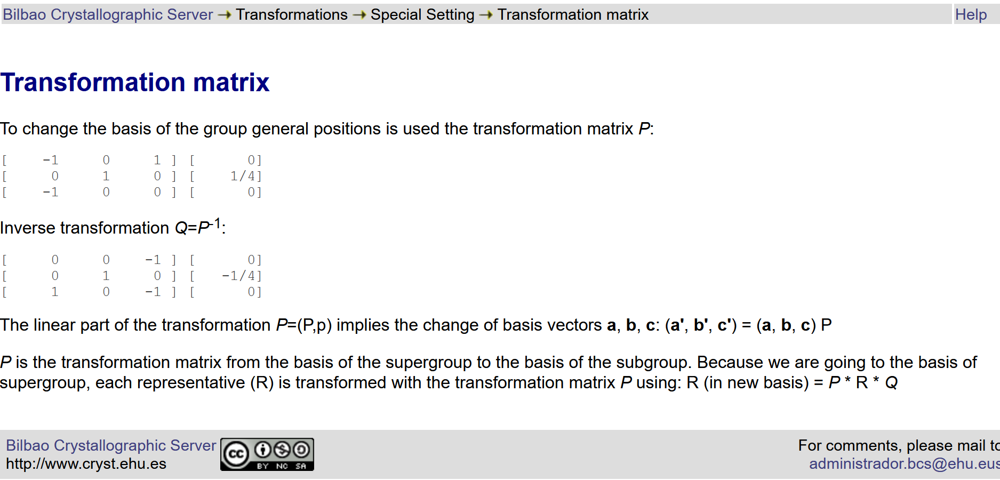 Bilbao Crystallographic Server → Transformations → Special Setting → Transformation matrix Help
Transformation matrix
To change the basis of the group general positions is used the transformation matrix P:
[ -1 0 1 ] [ 0]
[ 0 1 0 ] [ 1/4]
[ -1 0 0 ] [ 0]
Inverse transformation Q=P-1:
[ 0 0 -1 ] [ 0]
[ 0 1 0 ] [ -1/4]
[ 1 0 -1 ] [ 0]
The linear part of the transformation P=(P,p) implies the change of basis vectors a, b, c: (a', b', c') = (a, b, c) P
P is the transformation matrix from the basis of the supergroup to the basis of the subgroup. Because we are going to the basis of
supergroup, each representative (R) is transformed with the transformation matrix P using: R (in new basis) = P * R * Q
Bilbao Crystallographic Server
http://www.cryst.ehu.es
cc
BY NC SA
For comments, please mail to
administrador.bcs@ehu.eus